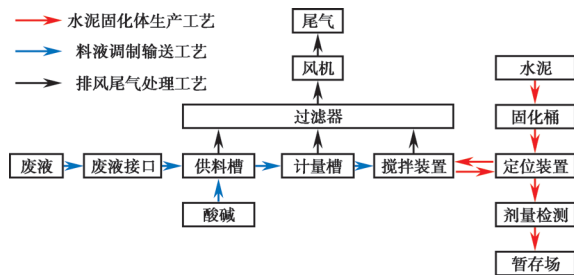 水泥固化体生产工艺
料液调制输送工艺
排风尾气处理工艺
尾气
风机
过滤器
水泥
固化桶
废液
废液接口
供料槽
计量槽
搅拌装置
定位装置
酸碱
剂量检测
暂存场